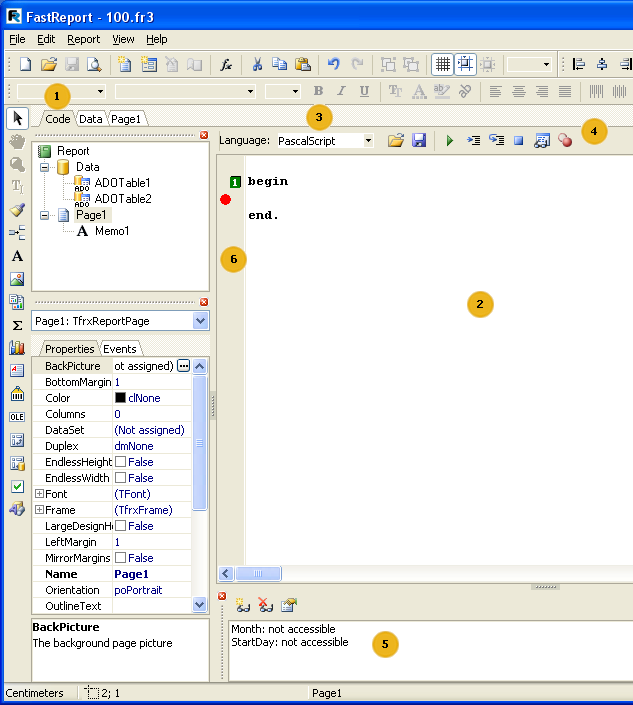 FastReport - 100.fr3
File Edit Report View Help
B I U
1
Code Data Page1
3
Language: PascalScript
4
Report
Data
ADO ADOTable1
ADO ADOTable2
Page1
A Memo1
1 begin
end.
6
2
Page1: TfrxReportPage
Properties Events
BackPicture ot assigned)
BottomMargin 1
Color clNone
Columns 0
DataSet (Not assigned)
Duplex dmNone
EndlessHeight False
EndlessWidth False
Font (TFont)
Frame (TfrxFrame)
LargeDesignHe False
LeftMargin 1
MirrorMargins False
Name Page1
Orientation poPortrait
OutlineText
OLE
BackPicture
The background page picture
Month: not accessible
StartDay: not accessible
5
Centimeters 2; 1 Page1